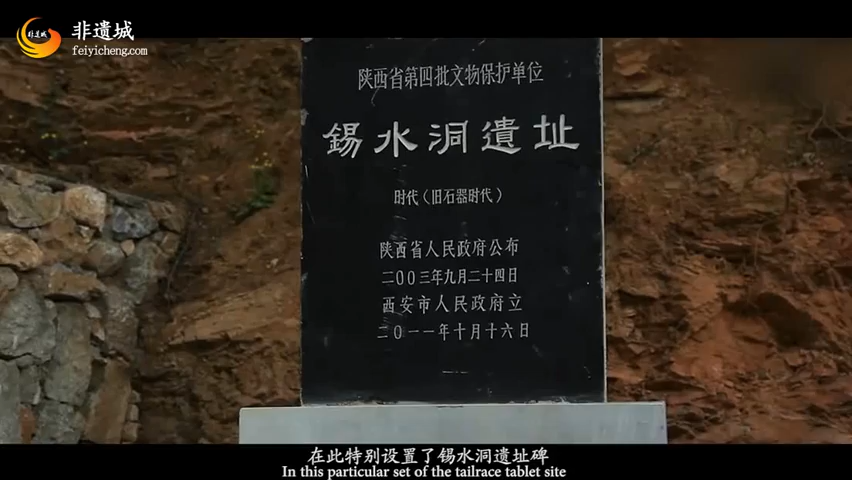 非遗城
feiyicheng.com
陕西省第四批文物保护单位
錫水洞遺址
时代（旧石器时代）
陕西省人民政府公布
二00三年九月二十四日
西安市人民政府立
二0一一年十月十六日
在此特别设置了锡水洞遗址碑
In this particular set of the tailrace tablet site